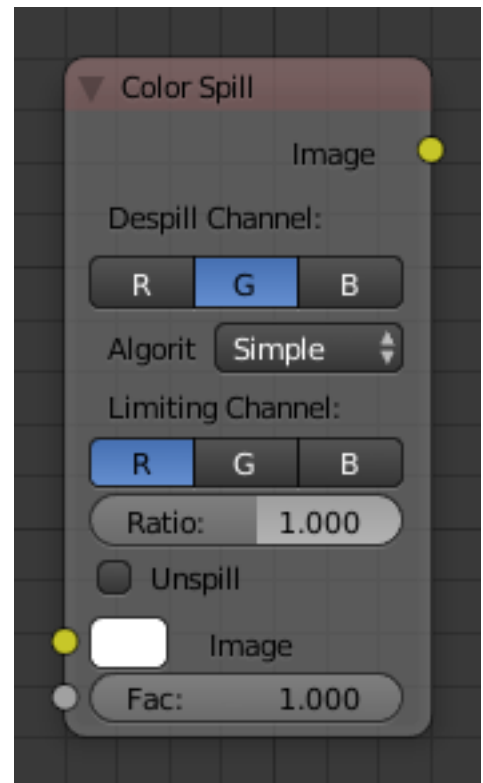 Color Spill
Image
Despill Channel:
R G B
Algorit Simple
Limiting Channel:
R G B
Ratio: 1.000
Unspill
Image
Fac: 1.000